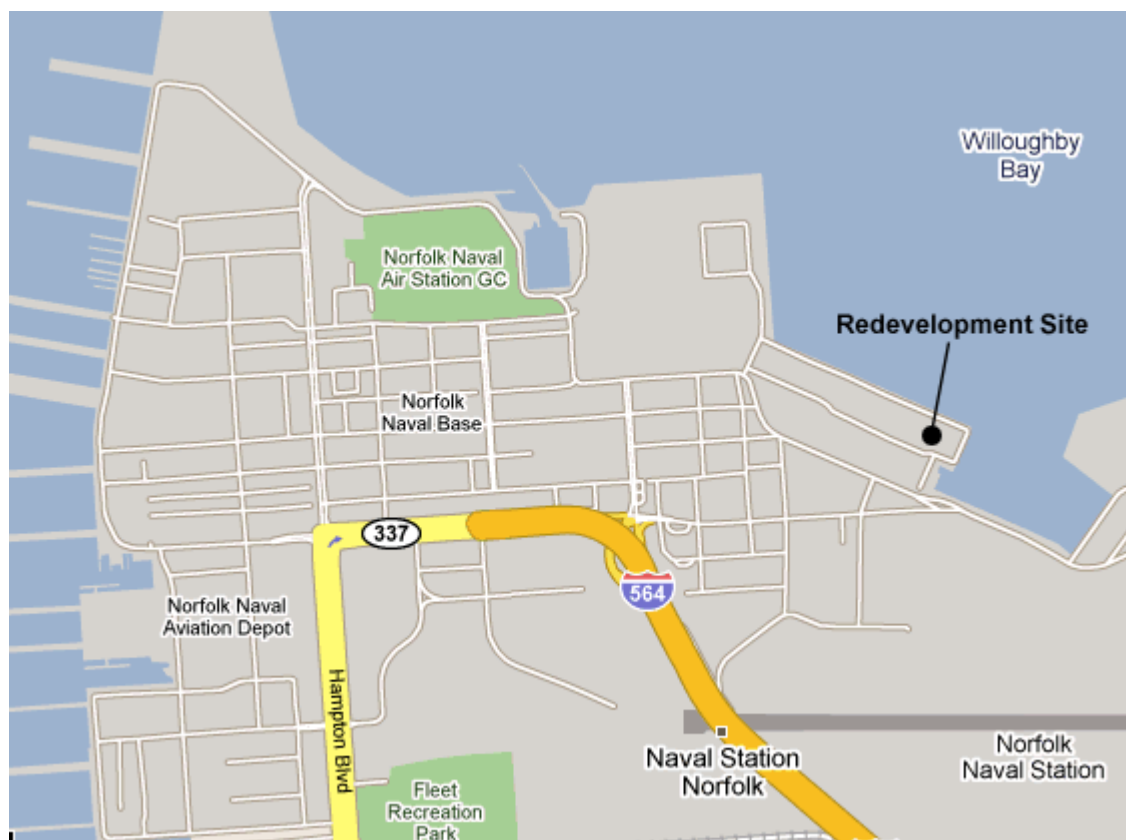 Willoughby
Bay
Norfolk Naval
Air Station GC
Redevelopment Site
Norfolk
Naval Base
337
564
Norfolk Naval
Aviation Depot
Hampton Blvd
Naval Station
Norfolk
Norfolk
Naval Station
Fleet
Recreation
Park